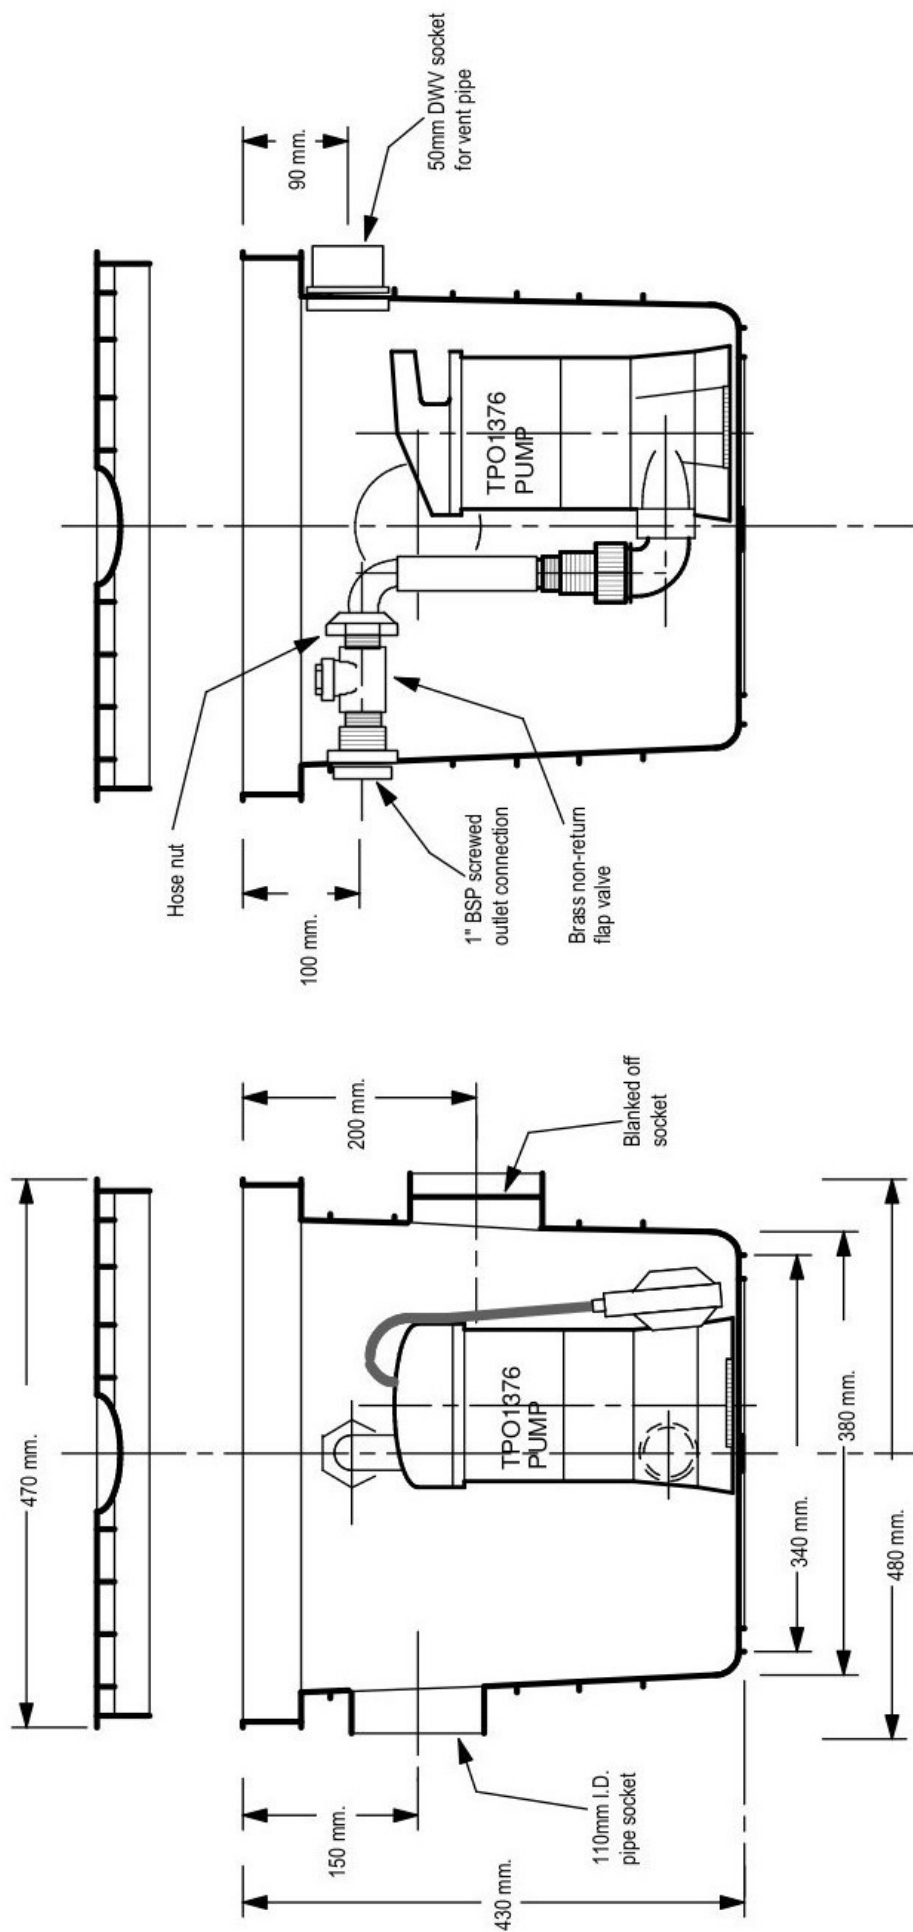 470 mm.
150 mm.
430 mm.
110mm I.D.
pipe socket
TPO1376
PUMP
200 mm.
Blanked off
socket
340 mm.
380 mm.
480 mm.
Hose nut
100 mm.
1" BSP screwed
outlet connection
Brass non-return
flap valve
TPO1376
PUMP
90 mm.
50mm DWV socket
for vent pipe